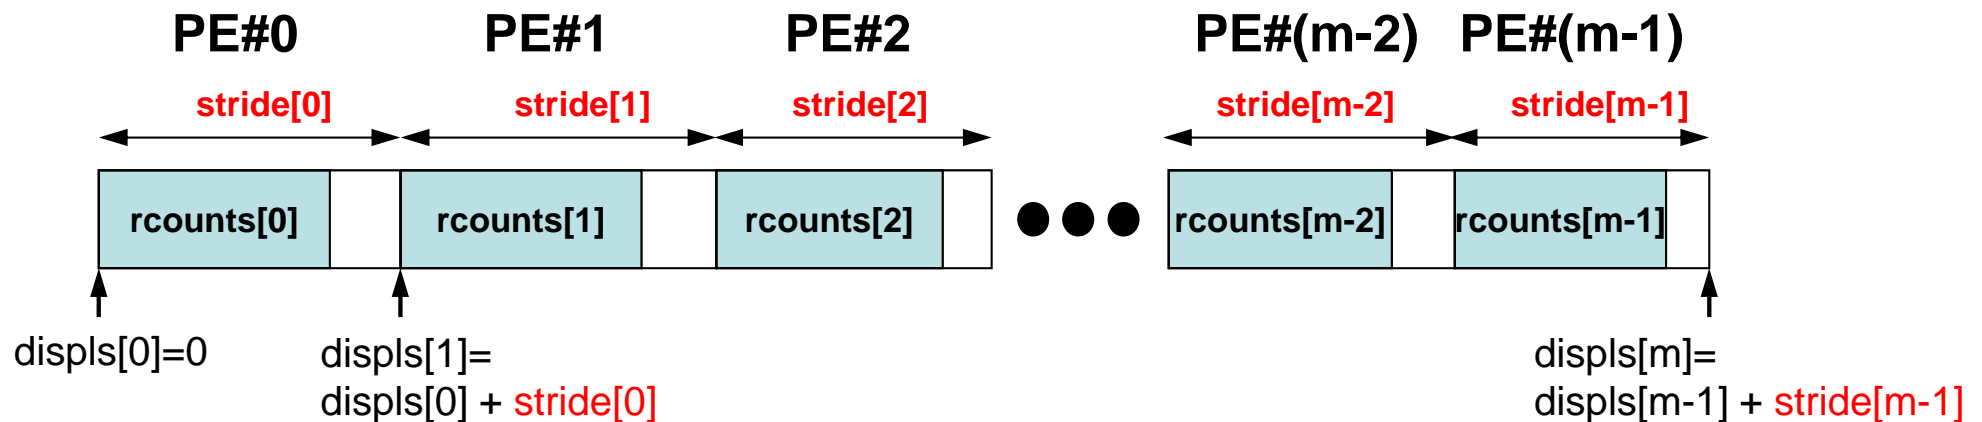 PE#0 PE#1 PE#2 PE#(m-2) PE#(m-1)
stride[0] stride[1] stride[2] stride[m-2] stride[m-1]
rcounts[0] rcounts[1] rcounts[2] rcounts[m-2] rcounts[m-1]
displs[0]=0 displs[1]= displs[m]=
displs[0] + stride[0] displs[m-1] + stride[m-1]